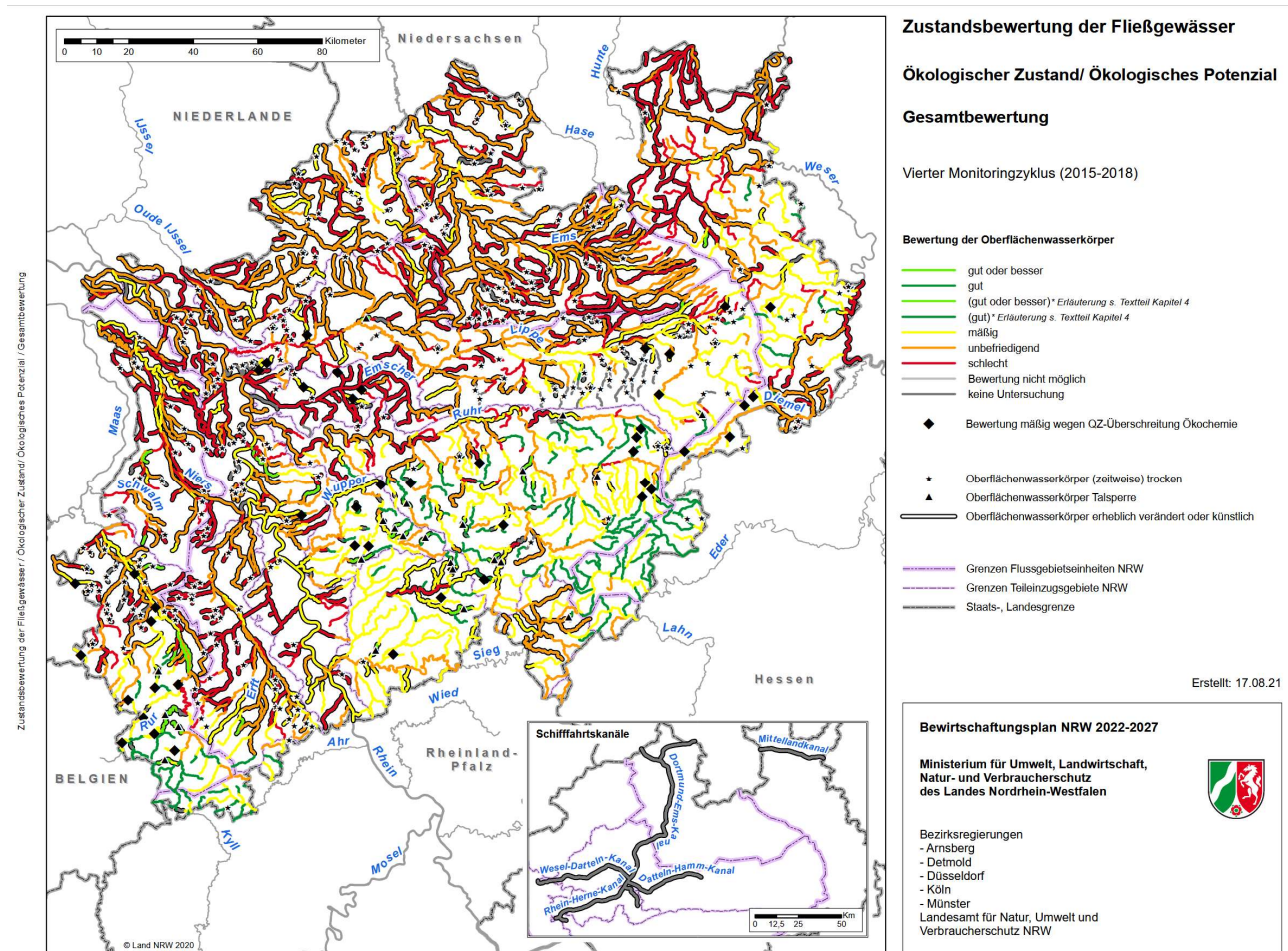 Zustandsbewertung der Fließgewässer / Ökologischer Zustand/ Ökologisches Potenzial / Gesamtbewertung
Kilometer
0 10 20 40 60 80
Niedersachsen
NIEDERLANDE
IJssel
Hunte
Hase
Weser
Oude IJssel
Ems
Lippe
Emscher
Maas
Ruhr
Diemel
Niers
Schwalm
Wupper
Eder
Lahn
Sieg
Hessen
Erft
Wied
Rur
Ahr
Rhein
Rheinland-
Pfalz
BELGIEN
Kyll
Mosel
© Land NRW 2020
Schifffahrtskanäle
Mittellandkanal
Dortmund-Ems-Ka
nal
Wesel-Datteln-Kanal
Datteln-Hamm-Kanal
Rhein-Herne-Kanal
Km
0 12,5 25 50
Zustandsbewertung der Fließgewässer
Ökologischer Zustand/ Ökologisches Potenzial
Gesamtbewertung
Vierter Monitoringzyklus (2015-2018)
Bewertung der Oberflächenwasserkörper
gut oder besser
gut
(gut oder besser)* Erläuterung s. Textteil Kapitel 4
(gut)* Erläuterung s. Textteil Kapitel 4
mäßig
unbefriedigend
schlecht
Bewertung nicht möglich
keine Untersuchung
Bewertung mäßig wegen QZ-Überschreitung Ökochemie
Oberflächenwasserkörper (zeitweise) trocken
Oberflächenwasserkörper Talsperre
Oberflächenwasserkörper erheblich verändert oder künstlich
Grenzen Flussgebietseinheiten NRW
Grenzen Teileinzugsgebiete NRW
Staats-, Landesgrenze
Erstellt: 17.08.21
Bewirtschaftungsplan NRW 2022-2027
Ministerium für Umwelt, Landwirtschaft,
Natur- und Verbraucherschutz
des Landes Nordrhein-Westfalen
Bezirksregierungen
- Arnsberg
- Detmold
- Düsseldorf
- Köln
- Münster
Landesamt für Natur, Umwelt und
Verbraucherschutz NRW